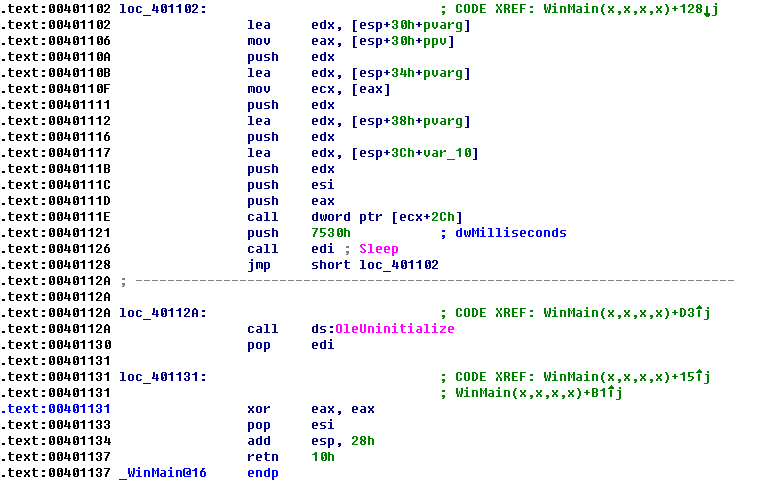 .text:00401102 loc_401102: ; CODE XREF: WinMain(x,x,x,x)+128↓j
.text:00401102 lea edx, [esp+30h+pvarg]
.text:00401106 mov eax, [esp+30h+ppv]
.text:0040110A push edx
.text:0040110B lea edx, [esp+34h+pvarg]
.text:0040110F mov ecx, [eax]
.text:00401111 push edx
.text:00401112 lea edx, [esp+38h+pvarg]
.text:00401116 push edx
.text:00401117 lea edx, [esp+3Ch+var_10]
.text:0040111B push edx
.text:0040111C push esi
.text:0040111D push eax
.text:0040111E call dword ptr [ecx+2Ch]
.text:00401121 push 7530h ; dwMilliseconds
.text:00401126 call edi ; Sleep
.text:00401128 jmp short loc_401102
.text:0040112A ; ---------------------------------------------------------------------------
.text:0040112A
.text:0040112A loc_40112A: ; CODE XREF: WinMain(x,x,x,x)+D3↑j
.text:0040112A call ds:OleUninitialize
.text:00401130 pop edi
.text:00401131
.text:00401131 loc_401131: ; CODE XREF: WinMain(x,x,x,x)+15↑j
.text:00401131 ; WinMain(x,x,x,x)+B1↑j
.text:00401131 xor eax, eax
.text:00401133 pop esi
.text:00401134 add esp, 28h
.text:00401137 retn 10h
.text:00401137 _WinMain@16 endp